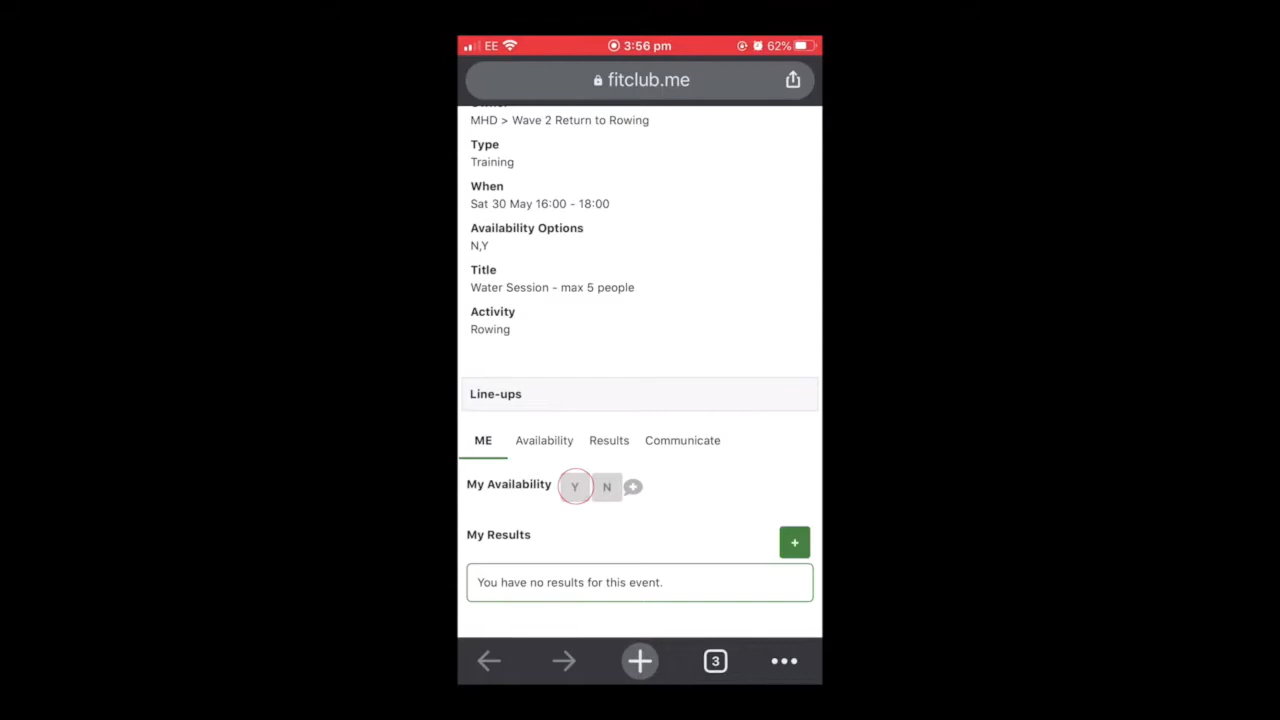 EE 3:56 pm 62%
fitclub.me
MHD > Wave 2 Return to Rowing
Type
Training
When
Sat 30 May 16:00 - 18:00
Availability Options
N,Y
Title
Water Session - max 5 people
Activity
Rowing
Line-ups
ME Availability Results Communicate
My Availability Y N
My Results +
You have no results for this event.
3